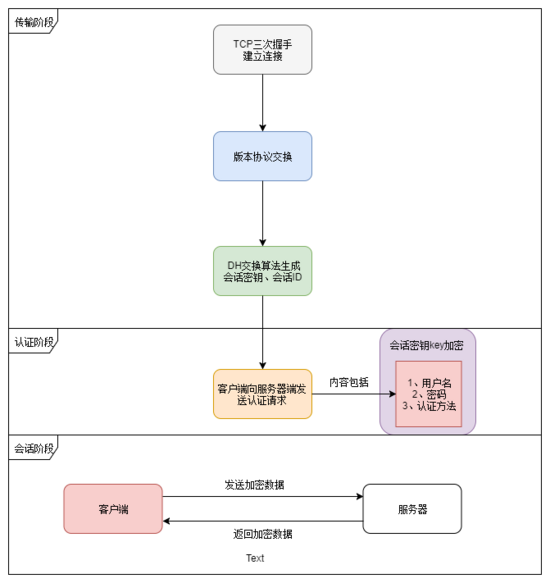 传输阶段
TCP三次握手
建立连接
版本协议交换
DH交换算法生成
会话密钥、会话ID
认证阶段
客户端向服务器端发
送认证请求
内容包括
会话密钥key加密
1、用户名
2、密码
3、认证方法
会话阶段
客户端
发送加密数据
服务器
返回加密数据
Text